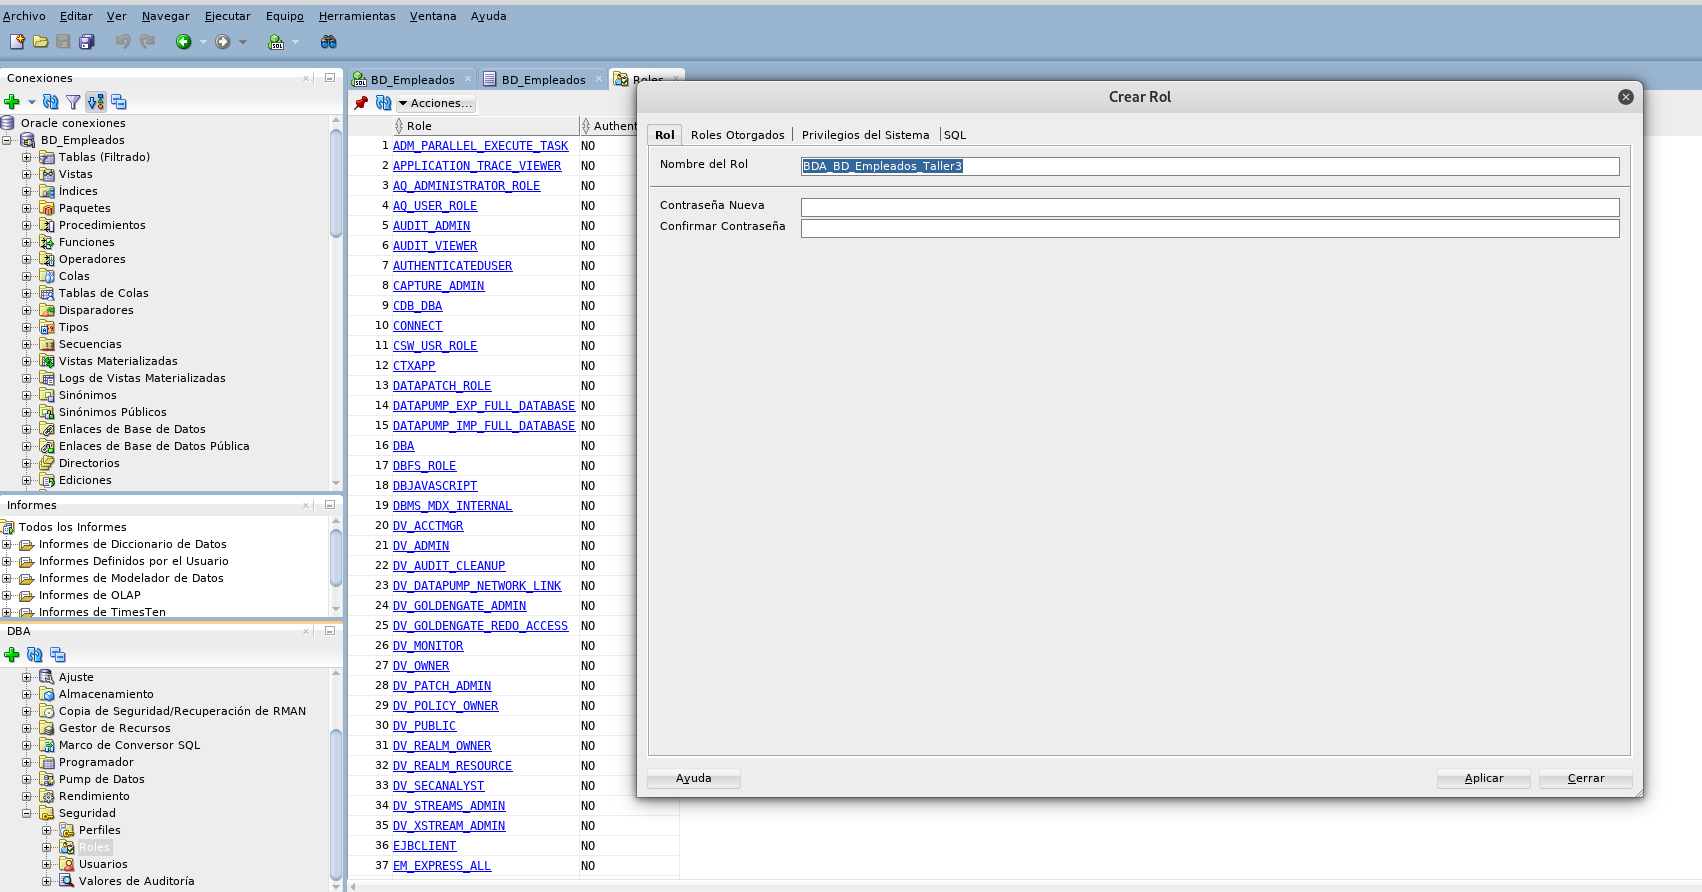 Archivo Editar Ver Navegar Ejecutar Equipo Herramientas Ventana Ayuda
Conexiones
Oracle conexiones
BD_Empleados
Tablas (Filtrado)
Vistas
Índices
Paquetes
Procedimientos
Funciones
Operadores
Colas
Tablas de Colas
Disparadores
Tipos
Secuencias
Vistas Materializadas
Logs de Vistas Materializadas
Sinónimos
Sinónimos Públicos
Enlaces de Base de Datos
Enlaces de Base de Datos Pública
Directorios
Ediciones
Informes
Todos los Informes
Informes de Diccionario de Datos
Informes Definidos por el Usuario
Informes de Modelador de Datos
Informes de OLAP
Informes de TimesTen
DBA
Ajuste
Almacenamiento
Copia de Seguridad/Recuperación de RMAN
Gestor de Recursos
Marco de Conversor SQL
Programador
Pump de Datos
Rendimiento
Seguridad
Perfiles
Roles
Usuarios
Valores de Auditoría
BD_Empleados BD_Empleados Roles
Acciones...
Role Authent
1 ADM_PARALLEL_EXECUTE_TASK NO
2 APPLICATION_TRACE_VIEWER NO
3 AQ_ADMINISTRATOR_ROLE NO
4 AQ_USER_ROLE NO
5 AUDIT_ADMIN NO
6 AUDIT_VIEWER NO
7 AUTHENTICATEDUSER NO
8 CAPTURE_ADMIN NO
9 CDB_DBA NO
10 CONNECT NO
11 CSW_USR_ROLE NO
12 CTXAPP NO
13 DATAPATCH_ROLE NO
14 DATAPUMP_EXP_FULL_DATABASE NO
15 DATAPUMP_IMP_FULL_DATABASE NO
16 DBA NO
17 DBFS_ROLE NO
18 DBJAVASCRIPT NO
19 DBMS_MDX_INTERNAL NO
20 DV_ACCTMGR NO
21 DV_ADMIN NO
22 DV_AUDIT_CLEANUP NO
23 DV_DATAPUMP_NETWORK_LINK NO
24 DV_GOLDENGATE_ADMIN NO
25 DV_GOLDENGATE_REDO_ACCESS NO
26 DV_MONITOR NO
27 DV_OWNER NO
28 DV_PATCH_ADMIN NO
29 DV_POLICY_OWNER NO
30 DV_PUBLIC NO
31 DV_REALM_OWNER NO
32 DV_REALM_RESOURCE NO
33 DV_SECANALYST NO
34 DV_STREAMS_ADMIN NO
35 DV_XSTREAM_ADMIN NO
36 EJBCLIENT NO
37 EM_EXPRESS_ALL NO
Crear Rol
Rol Roles Otorgados Privilegios del Sistema SQL
Nombre del Rol BDA_BD_Empleados_Taller3
Contraseña Nueva
Confirmar Contraseña
Ayuda Aplicar Cerrar